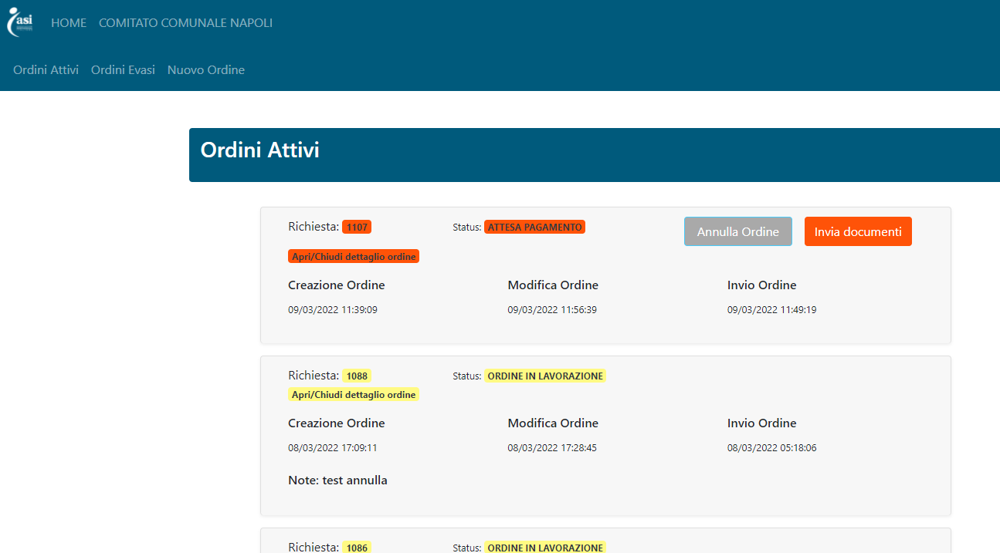 asi
HOME COMITATO COMUNALE NAPOLI
Ordini Attivi Ordini Evasi Nuovo Ordine
Ordini Attivi
Richiesta: 1107 Status: ATTESA PAGAMENTO Annulla Ordine Invia documenti
Apri/Chiudi dettaglio ordine
Creazione Ordine Modifica Ordine Invio Ordine
09/03/2022 11:39:09 09/03/2022 11:56:39 09/03/2022 11:49:19
Richiesta: 1088 Status: ORDINE IN LAVORAZIONE
Apri/Chiudi dettaglio ordine
Creazione Ordine Modifica Ordine Invio Ordine
08/03/2022 17:09:11 08/03/2022 17:28:45 08/03/2022 05:18:06
Note: test annulla
Richiesta: 1086 Status: ORDINE IN LAVORAZIONE